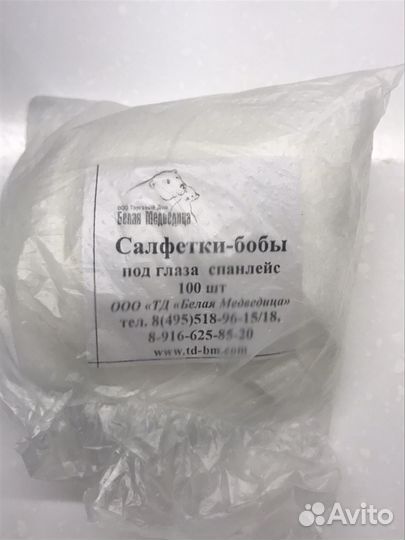 ООО Торговый Дом
Белая Медведица
Салфетки-бобы
под глаза спанлейс
100 шт
ООО «ТД «Белая Медведица»
тел. 8(495)518-96-15/18,
8-916-625-85-20
www.td-bm.com
Avito